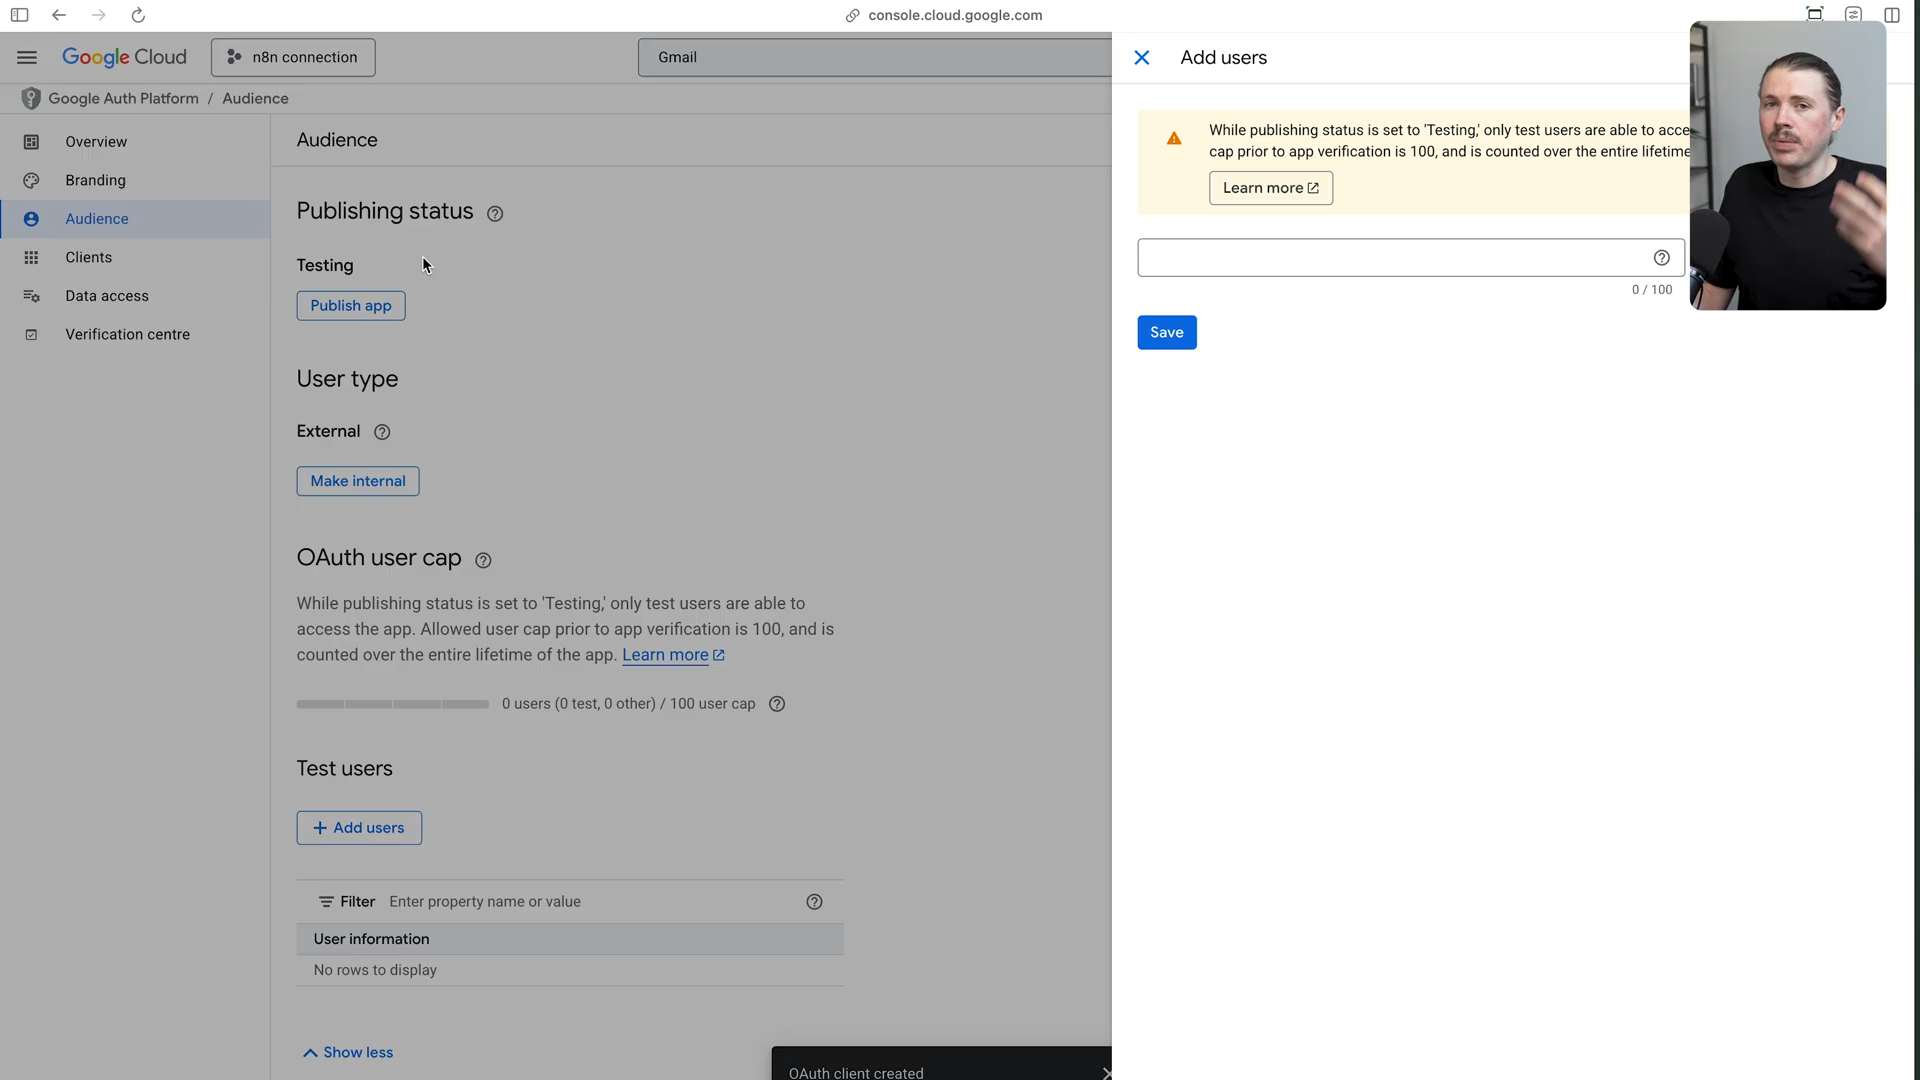 console.cloud.google.com
Google Cloud
n8n connection
Gmail
Google Auth Platform / Audience
Overview
Branding
Audience
Clients
Data access
Verification centre
Audience
Publishing status
Testing
Publish app
User type
External
Make internal
OAuth user cap
While publishing status is set to 'Testing,' only test users are able to
access the app. Allowed user cap prior to app verification is 100, and is
counted over the entire lifetime of the app. Learn more
0 users (0 test, 0 other) / 100 user cap
Test users
+ Add users
Filter Enter property name or value
User information
No rows to display
Show less
OAuth client created
Add users
While publishing status is set to 'Testing,' only test users are able to
cap prior to app verification is 100, and is counted over the entire lifetime
Learn more
0 / 100
Save